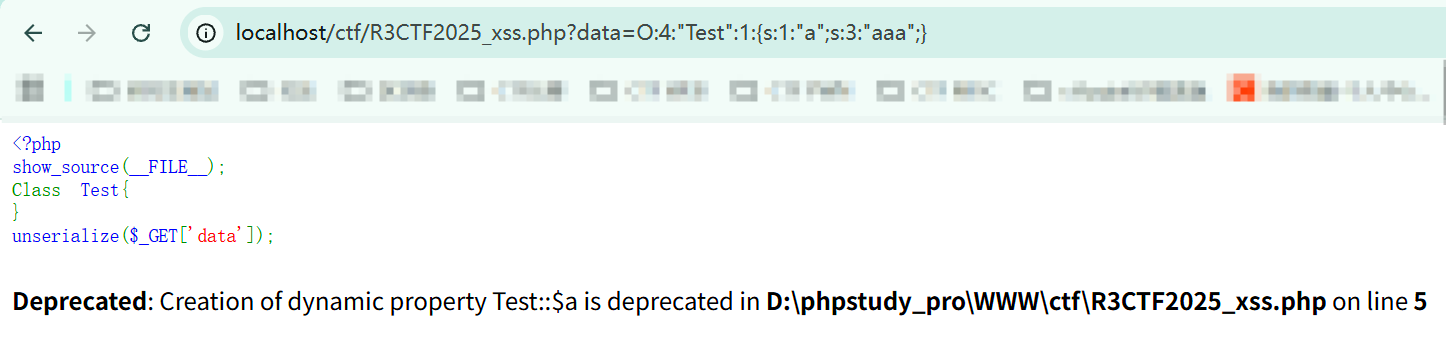 localhost/ctf/R3CTF2025_xss.php?data=O:4:"Test":1:{s:1:"a";s:3:"aaa";}
<?php
show_source(__FILE__);
Class  Test{
}
unserialize($_GET['data']);
Deprecated: Creation of dynamic property Test::$a is deprecated in D:\phpstudy_pro\WWW\ctf\R3CTF2025_xss.php on line 5